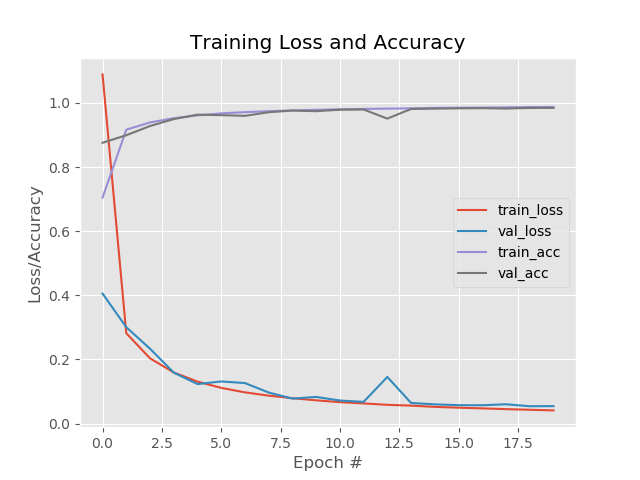 Training Loss and Accuracy
Loss/Accuracy
1.0
0.8
0.6
0.4
0.2
0.0
train_loss
val_loss
train_acc
val_acc
0.0 2.5 5.0 7.5 10.0 12.5 15.0 17.5
Epoch #